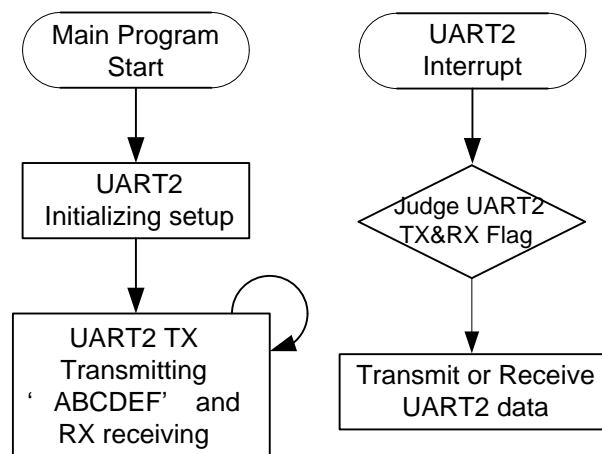 Main Program
Start
UART2
Initializing setup
UART2 TX
Transmitting
‘ ABCDEF’ and
RX receiving
UART2
Interrupt
Judge UART2
TX&RX Flag
Transmit or Receive
UART2 data